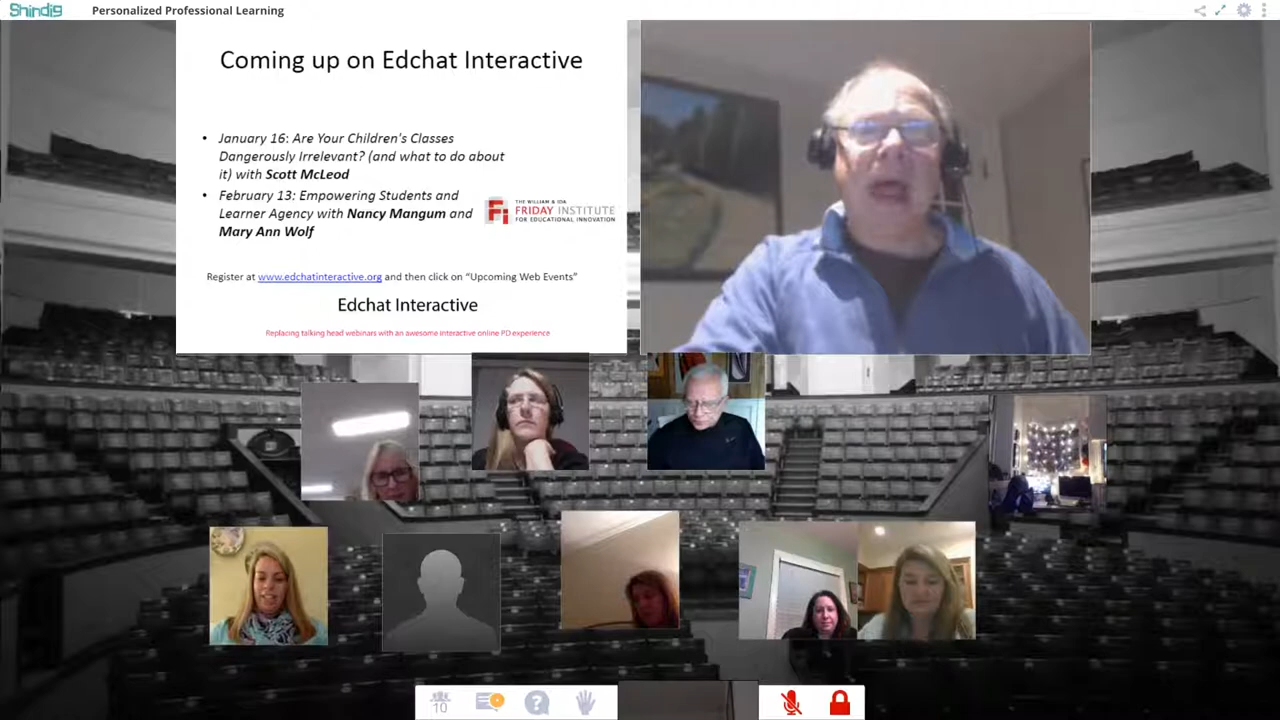 Shindig
Personalized Professional Learning
Coming up on Edchat Interactive
• January 16: Are Your Children's Classes
Dangerously Irrelevant? (and what to do about
it) with Scott McLeod
• February 13: Empowering Students and
Learner Agency with Nancy Mangum and
Mary Ann Wolf
Fi
THE WILLIAM & IDA
FRIDAY INSTITUTE
FOR EDUCATIONAL INNOVATION
Register at www.edchatinteractive.org and then click on “Upcoming Web Events”
Edchat Interactive
Replacing talking head webinars with an awesome interactive online PD experience
10
?